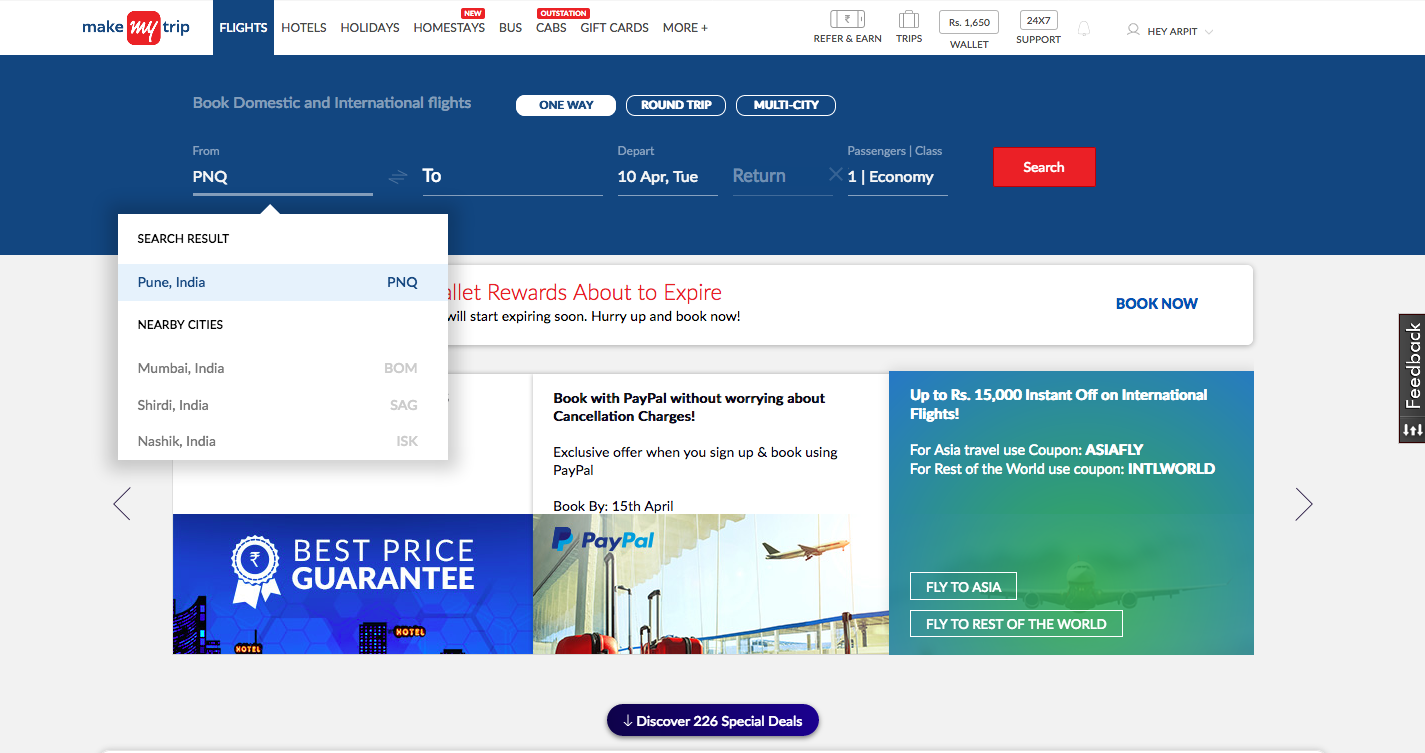 make my trip
FLIGHTS
HOTELS
HOLIDAYS
NEW
HOMESTAYS
BUS
OUTSTATION
CABS
GIFT CARDS
MORE +
₹
REFER & EARN
TRIPS
Rs. 1,650
WALLET
24X7
SUPPORT
HEY ARPIT
Book Domestic and International flights
ONE WAY
ROUND TRIP
MULTI-CITY
From
PNQ
To
Depart
10 Apr, Tue
Return
Passengers | Class
1 | Economy
Search
SEARCH RESULT
Pune, India PNQ
NEARBY CITIES
Mumbai, India BOM
Shirdi, India SAG
Nashik, India ISK
allet Rewards About to Expire
will start expiring soon. Hurry up and book now!
BOOK NOW
Feedback
₹
BEST PRICE
GUARANTEE
HOTEL
HOTEL
Book with PayPal without worrying about
Cancellation Charges!
Exclusive offer when you sign up & book using
PayPal
Book By: 15th April
PayPal
Up to Rs. 15,000 Instant Off on International
Flights!
For Asia travel use Coupon: ASIAFLY
For Rest of the World use coupon: INTLWORLD
FLY TO ASIA
FLY TO REST OF THE WORLD
↓ Discover 226 Special Deals